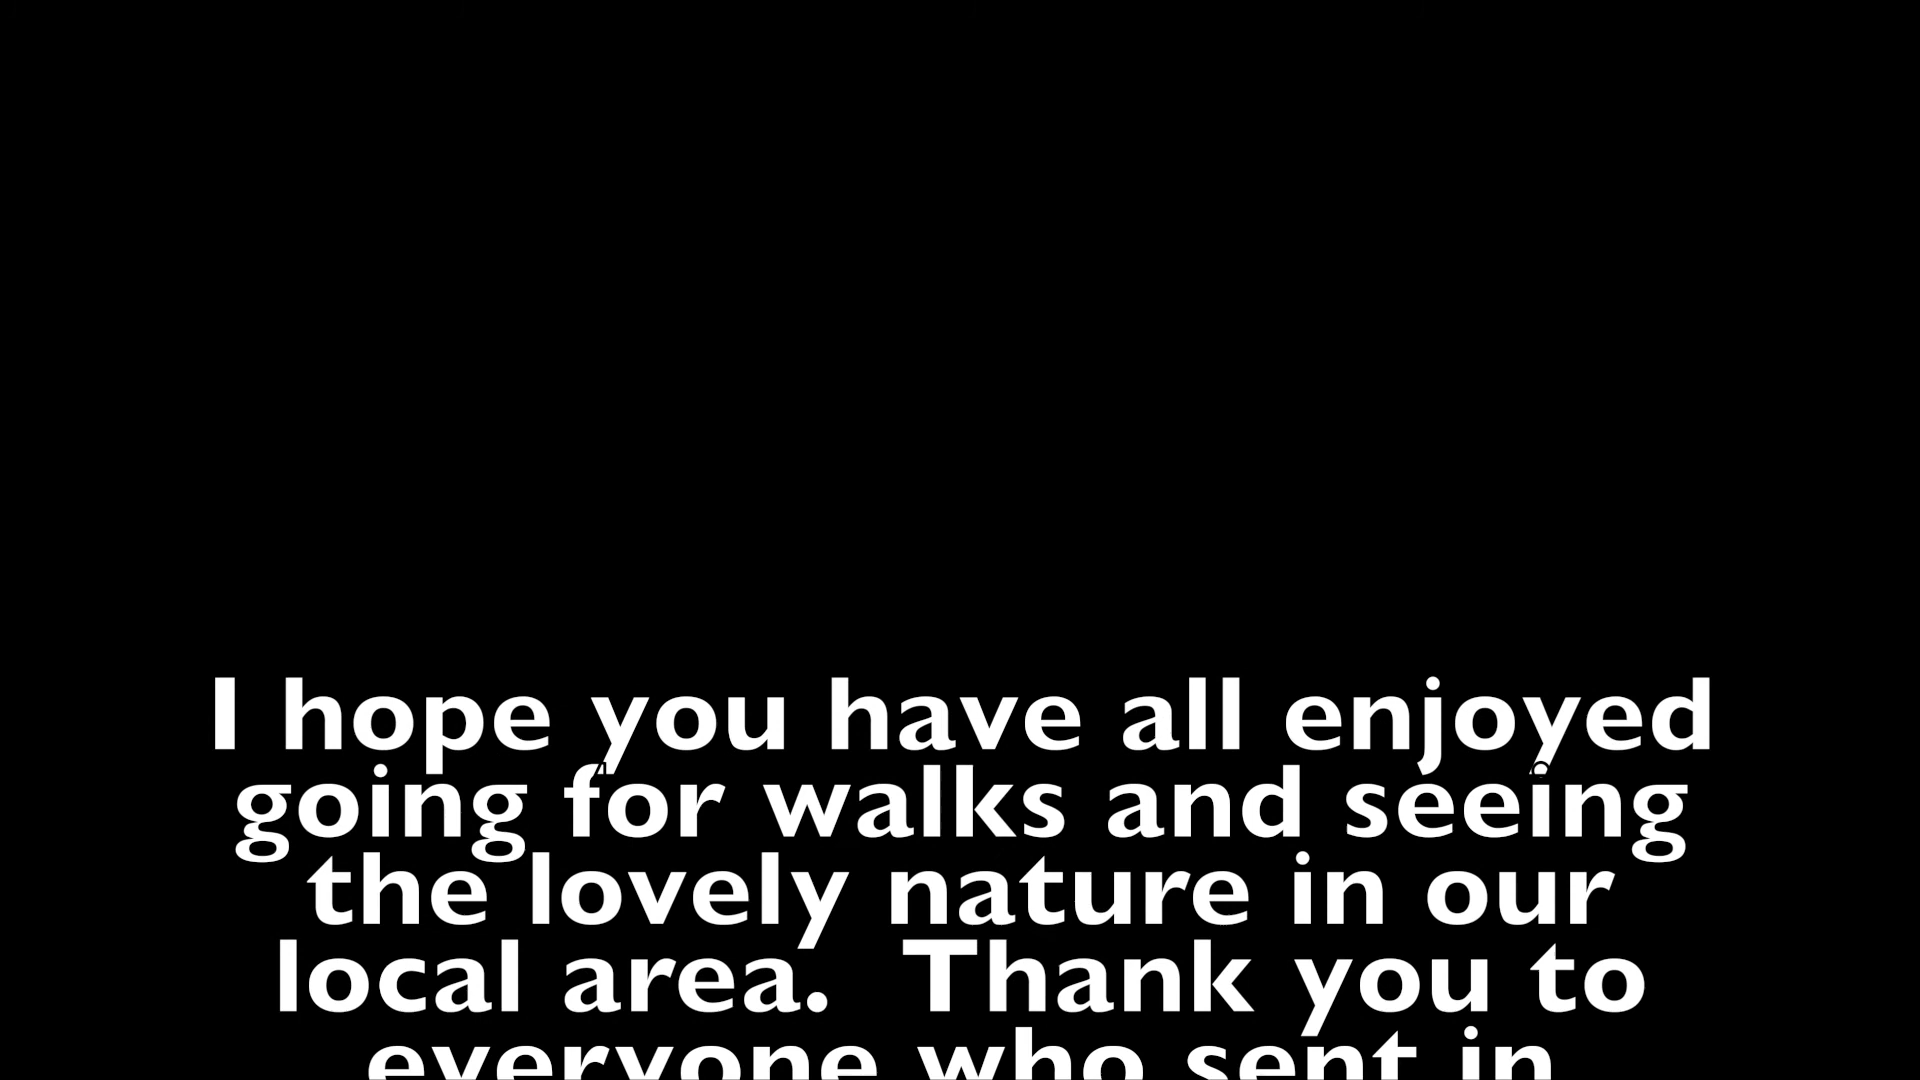 I hope you have all enjoyed
going for walks and seeing
the lovely nature in our
local area.  Thank you to
everyone who sent in